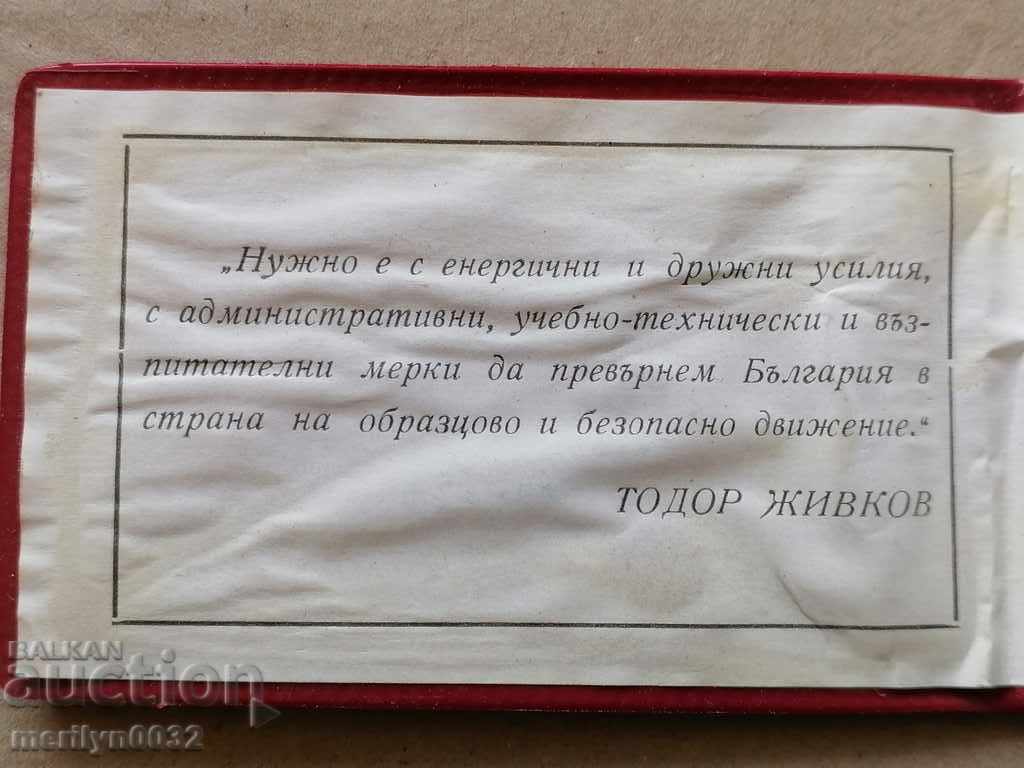 „Нужно е с енергични и дружни усилия,
с административни, учебно-технически и въз-
питателни мерки да превърнем България в
страна на образцово и безопасно движение.“
ТОДОР ЖИВКОВ
BALKAN
auction
merilyn0032